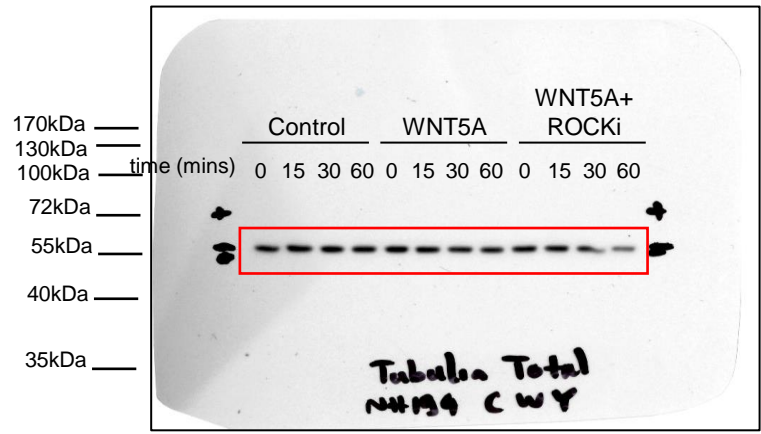 WNT5A+
170kDa
Control WNT5A ROCKi
130kDa
100kDa time (mins) 0 15 30 60 0 15 30 60 0 15 30 60
72kDa
55kDa
40kDa
35kDa
Tubulin Total
C W Y